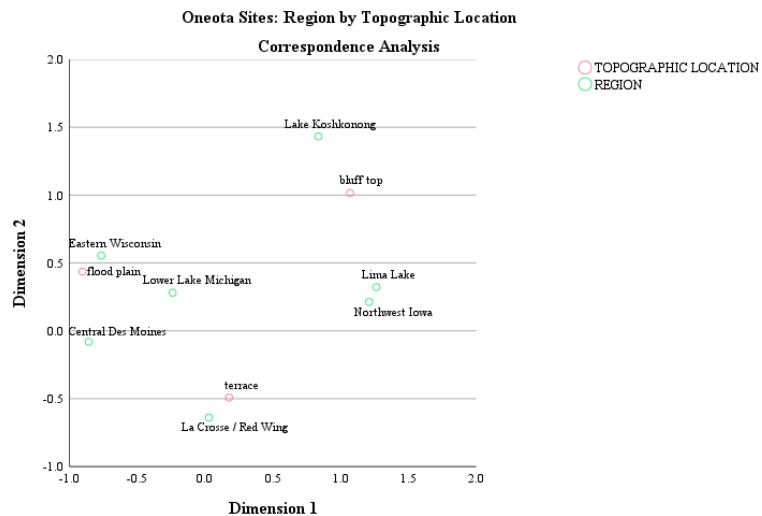 Oneota Sites: Region by Topographic Location
Correspondence Analysis
TOPOGRAPHIC LOCATION
REGION
Dimension 2
2.0
1.5
1.0
0.5
0.0
-0.5
-1.0
Lake Koshkonong
bluff top
Eastern Wisconsin
flood plain
Lower Lake Michigan
Lima Lake
Northwest Iowa
Central Des Moines
terrace
La Crosse / Red Wing
-1.0 -0.5 0.0 0.5 1.0 1.5 2.0
Dimension 1